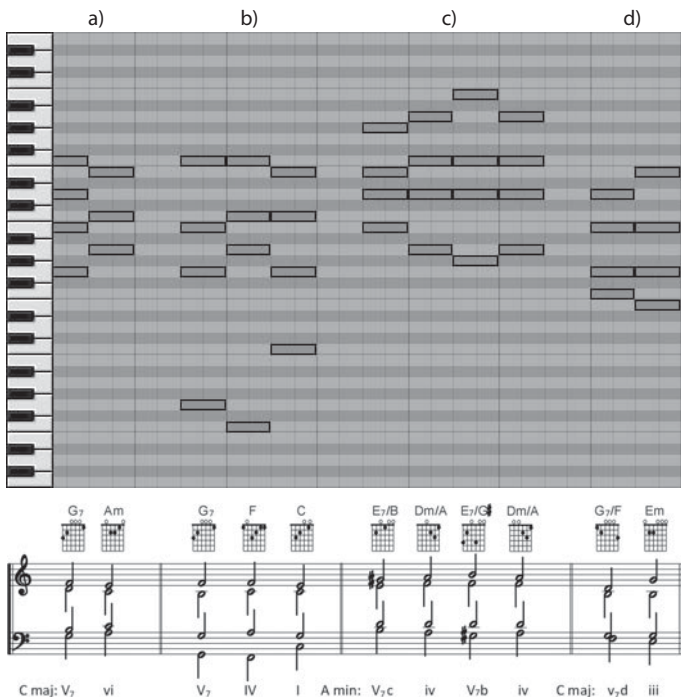 a) b) c) d)
G7 Am G7 F C E7/B Dm/A E7/G# Dm/A G7/F Em
C maj: V7 vi V7 IV I A min: V7c iv V7b iv C maj: v7d iii